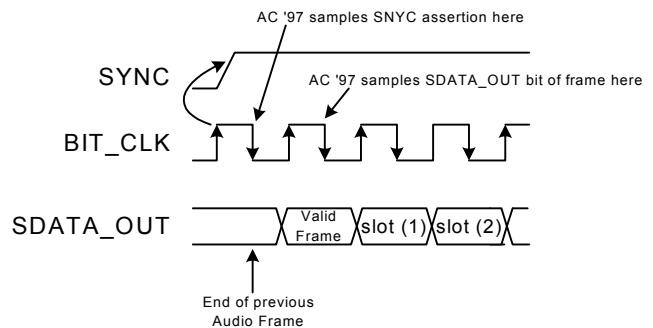 AC '97 samples SNYC assertion here
SYNC
AC '97 samples SDATA_OUT bit of frame here
BIT_CLK
SDATA_OUT
Valid
Frame
slot (1)
slot (2)
End of previous
Audio Frame